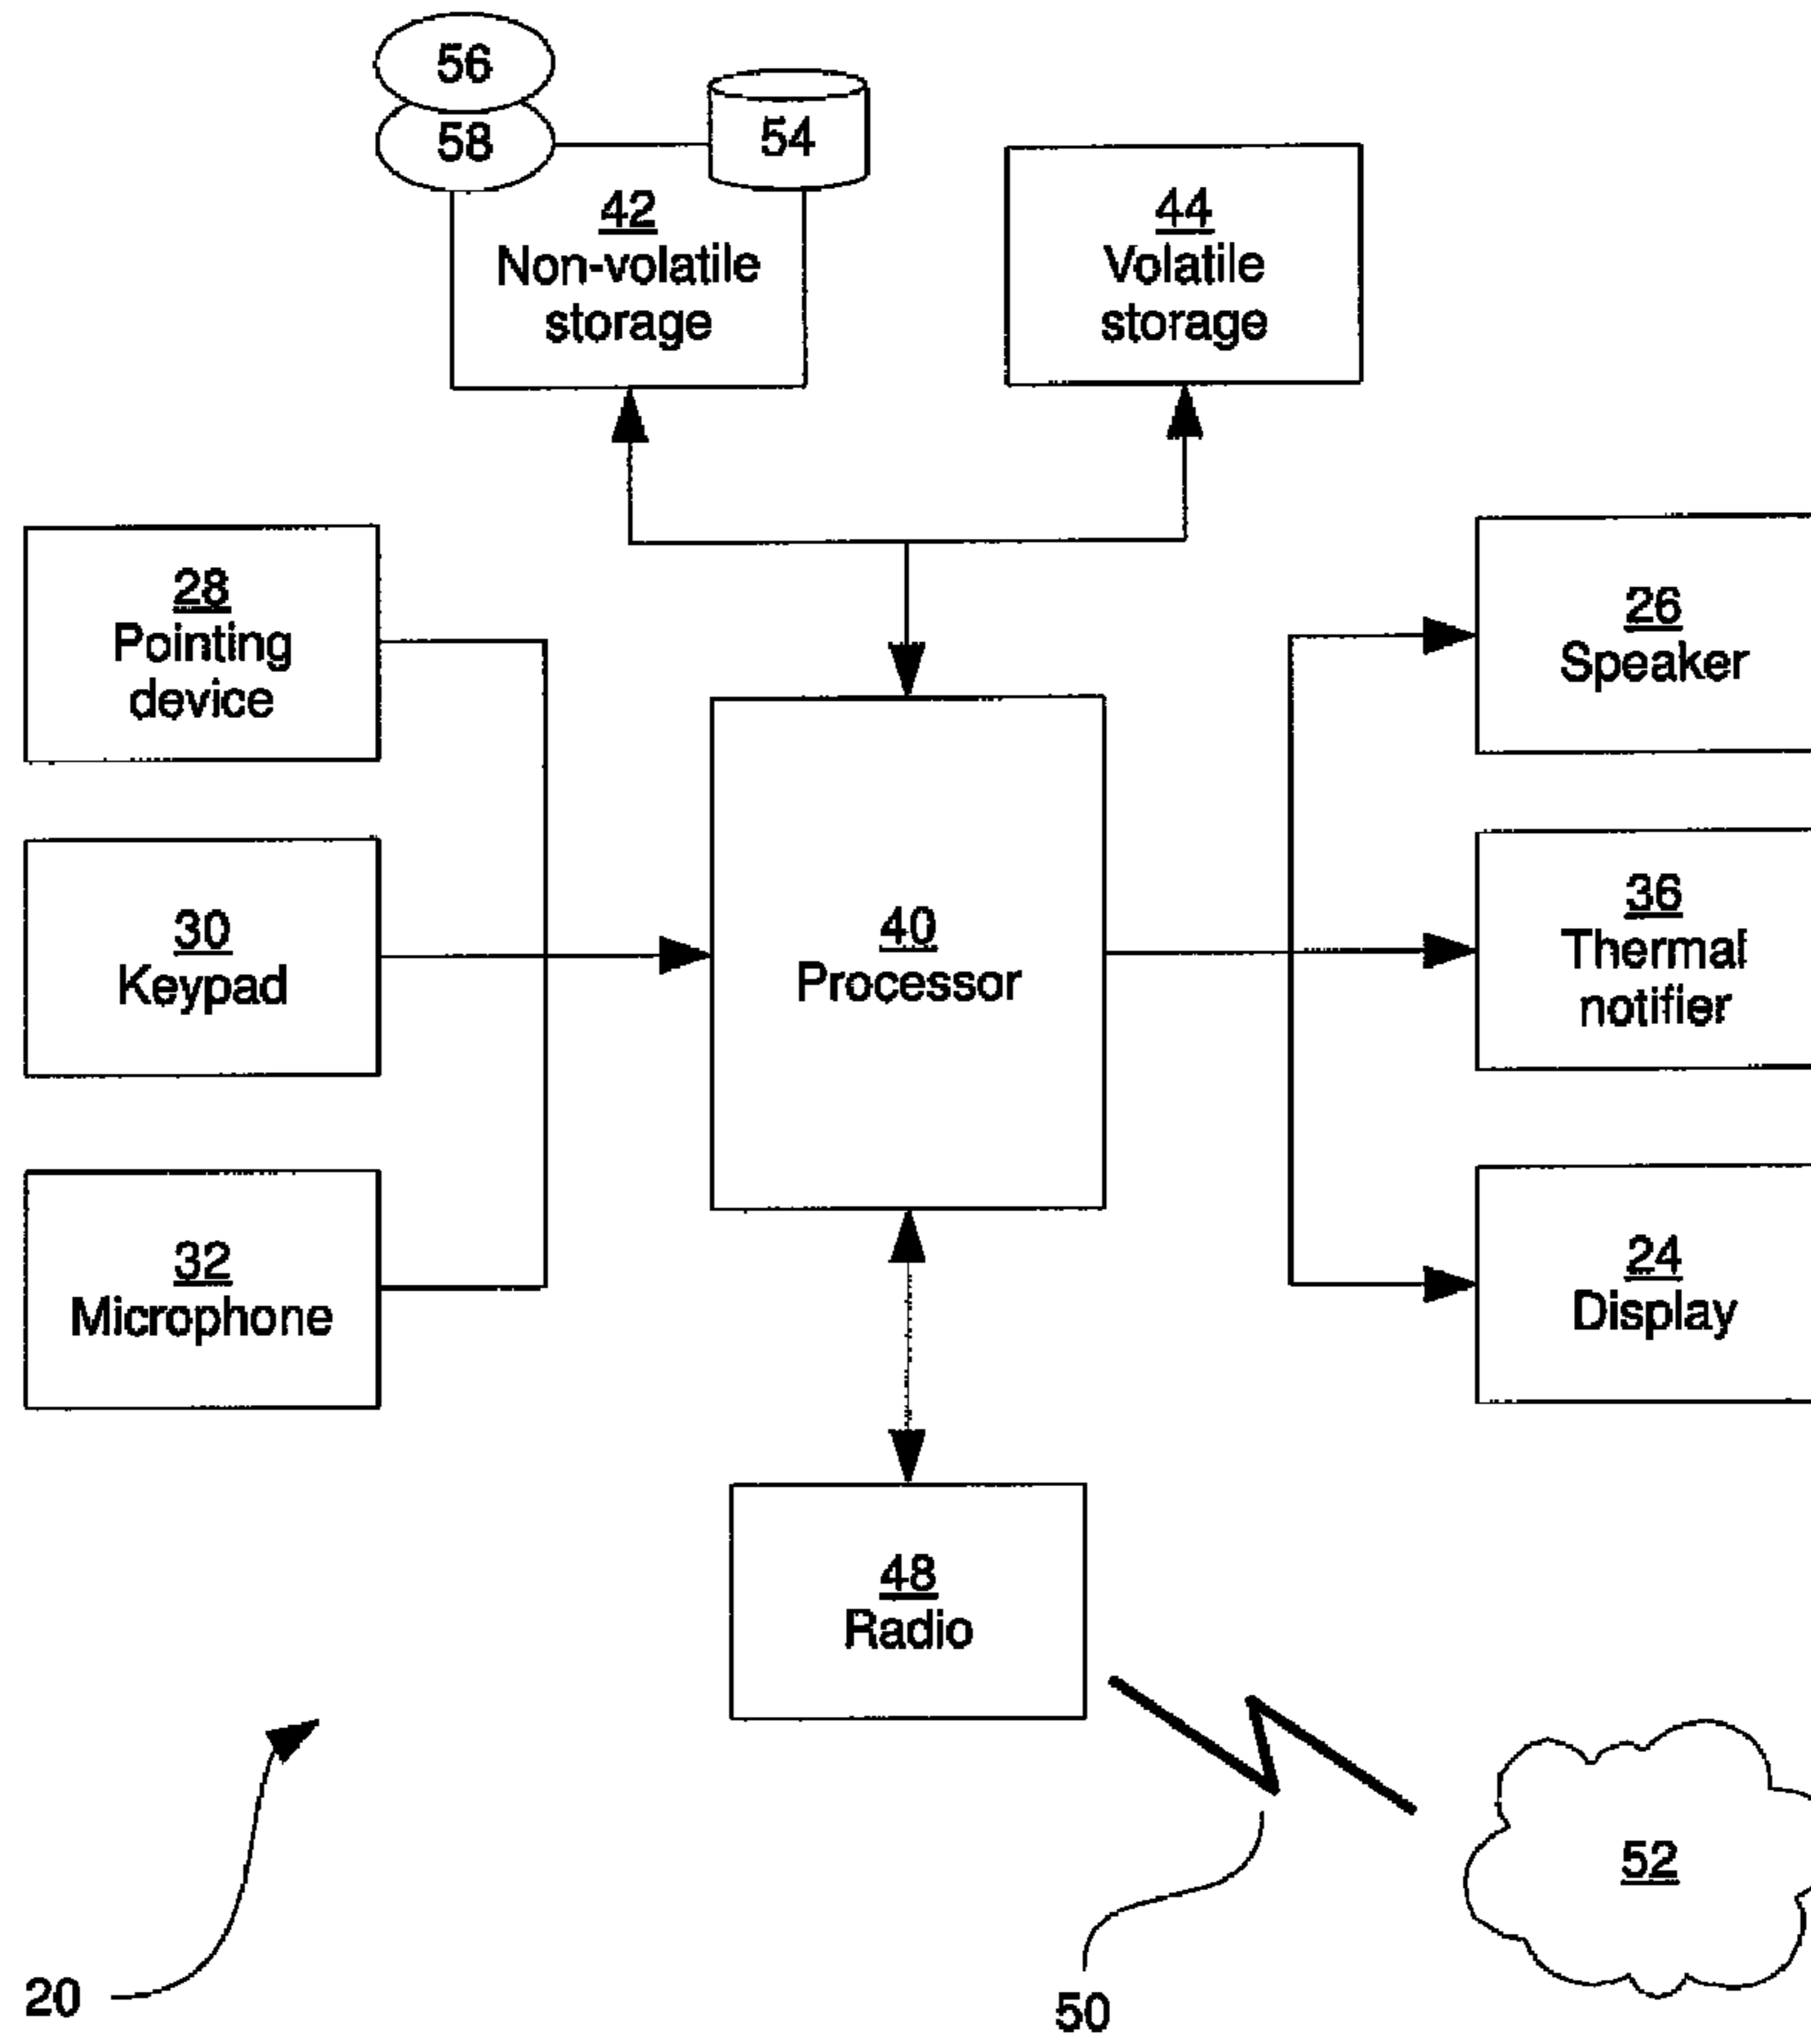 56
58
54
42
Non-volatile
storage
44
Volatile
storage
28
Pointing
device
26
Speaker
30
Keypad
40
Processor
36
Thermal
notifier
32
Microphone
24
Display
48
Radio
52
20
50